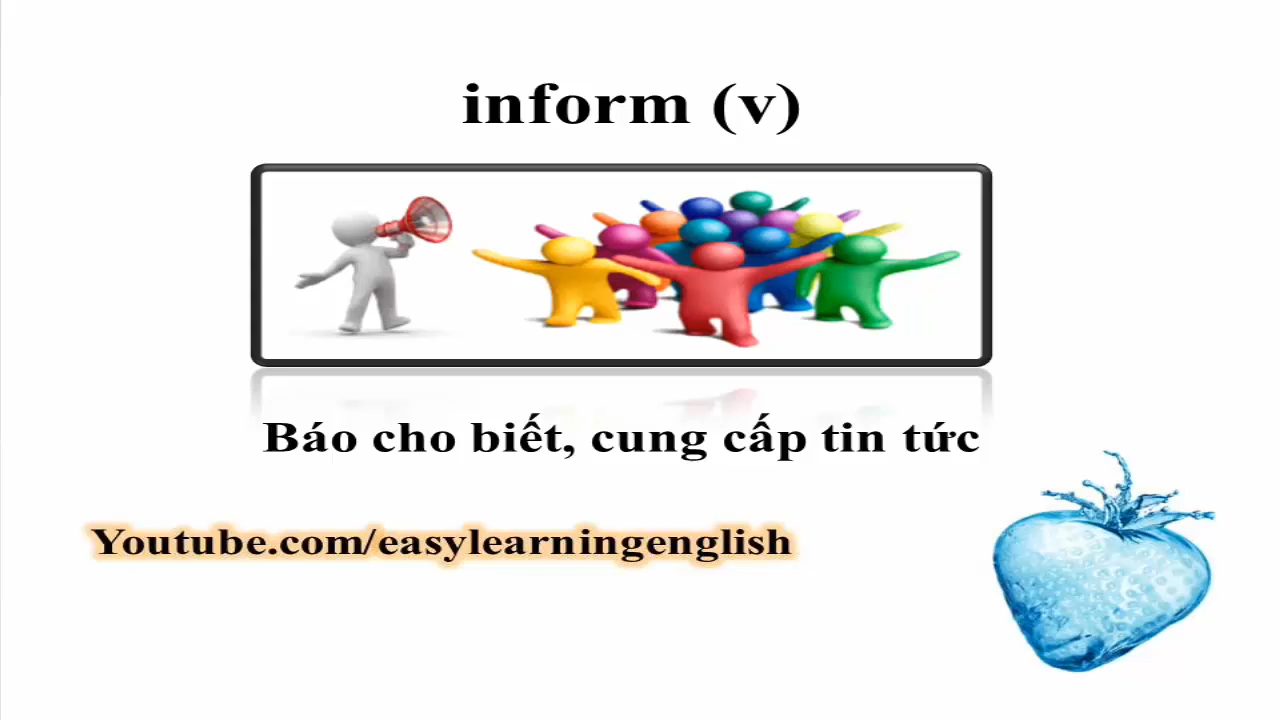 inform (v)
Báo cho biết, cung cấp tin tức
Youtube.com/easylearningenglish